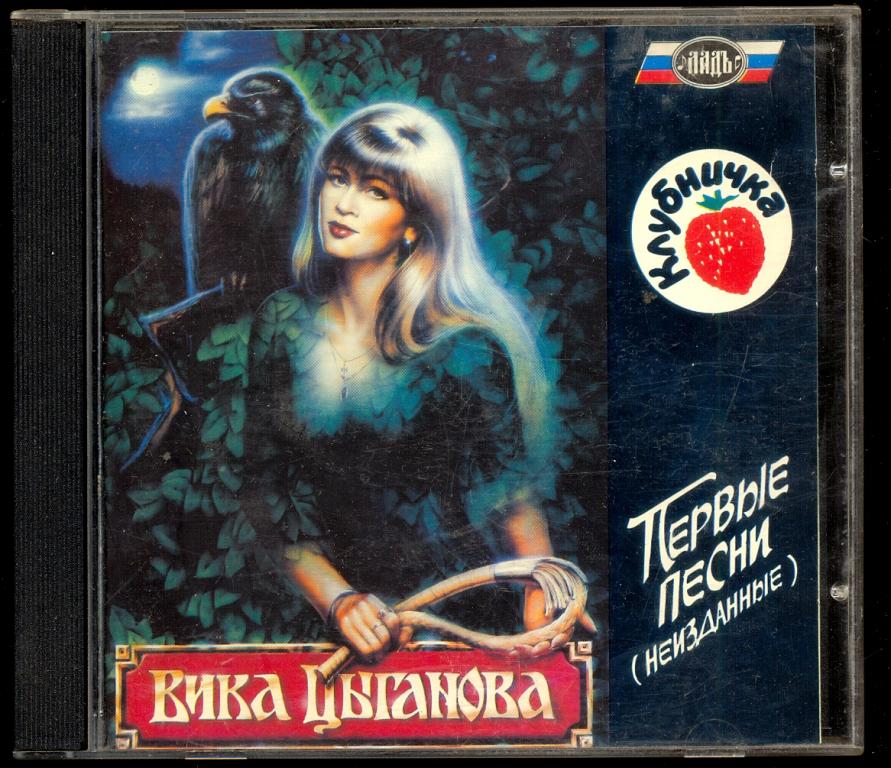 ЛАДЪ
Клубничка
Первые
песни
(неизданные)
Вика Цыганова